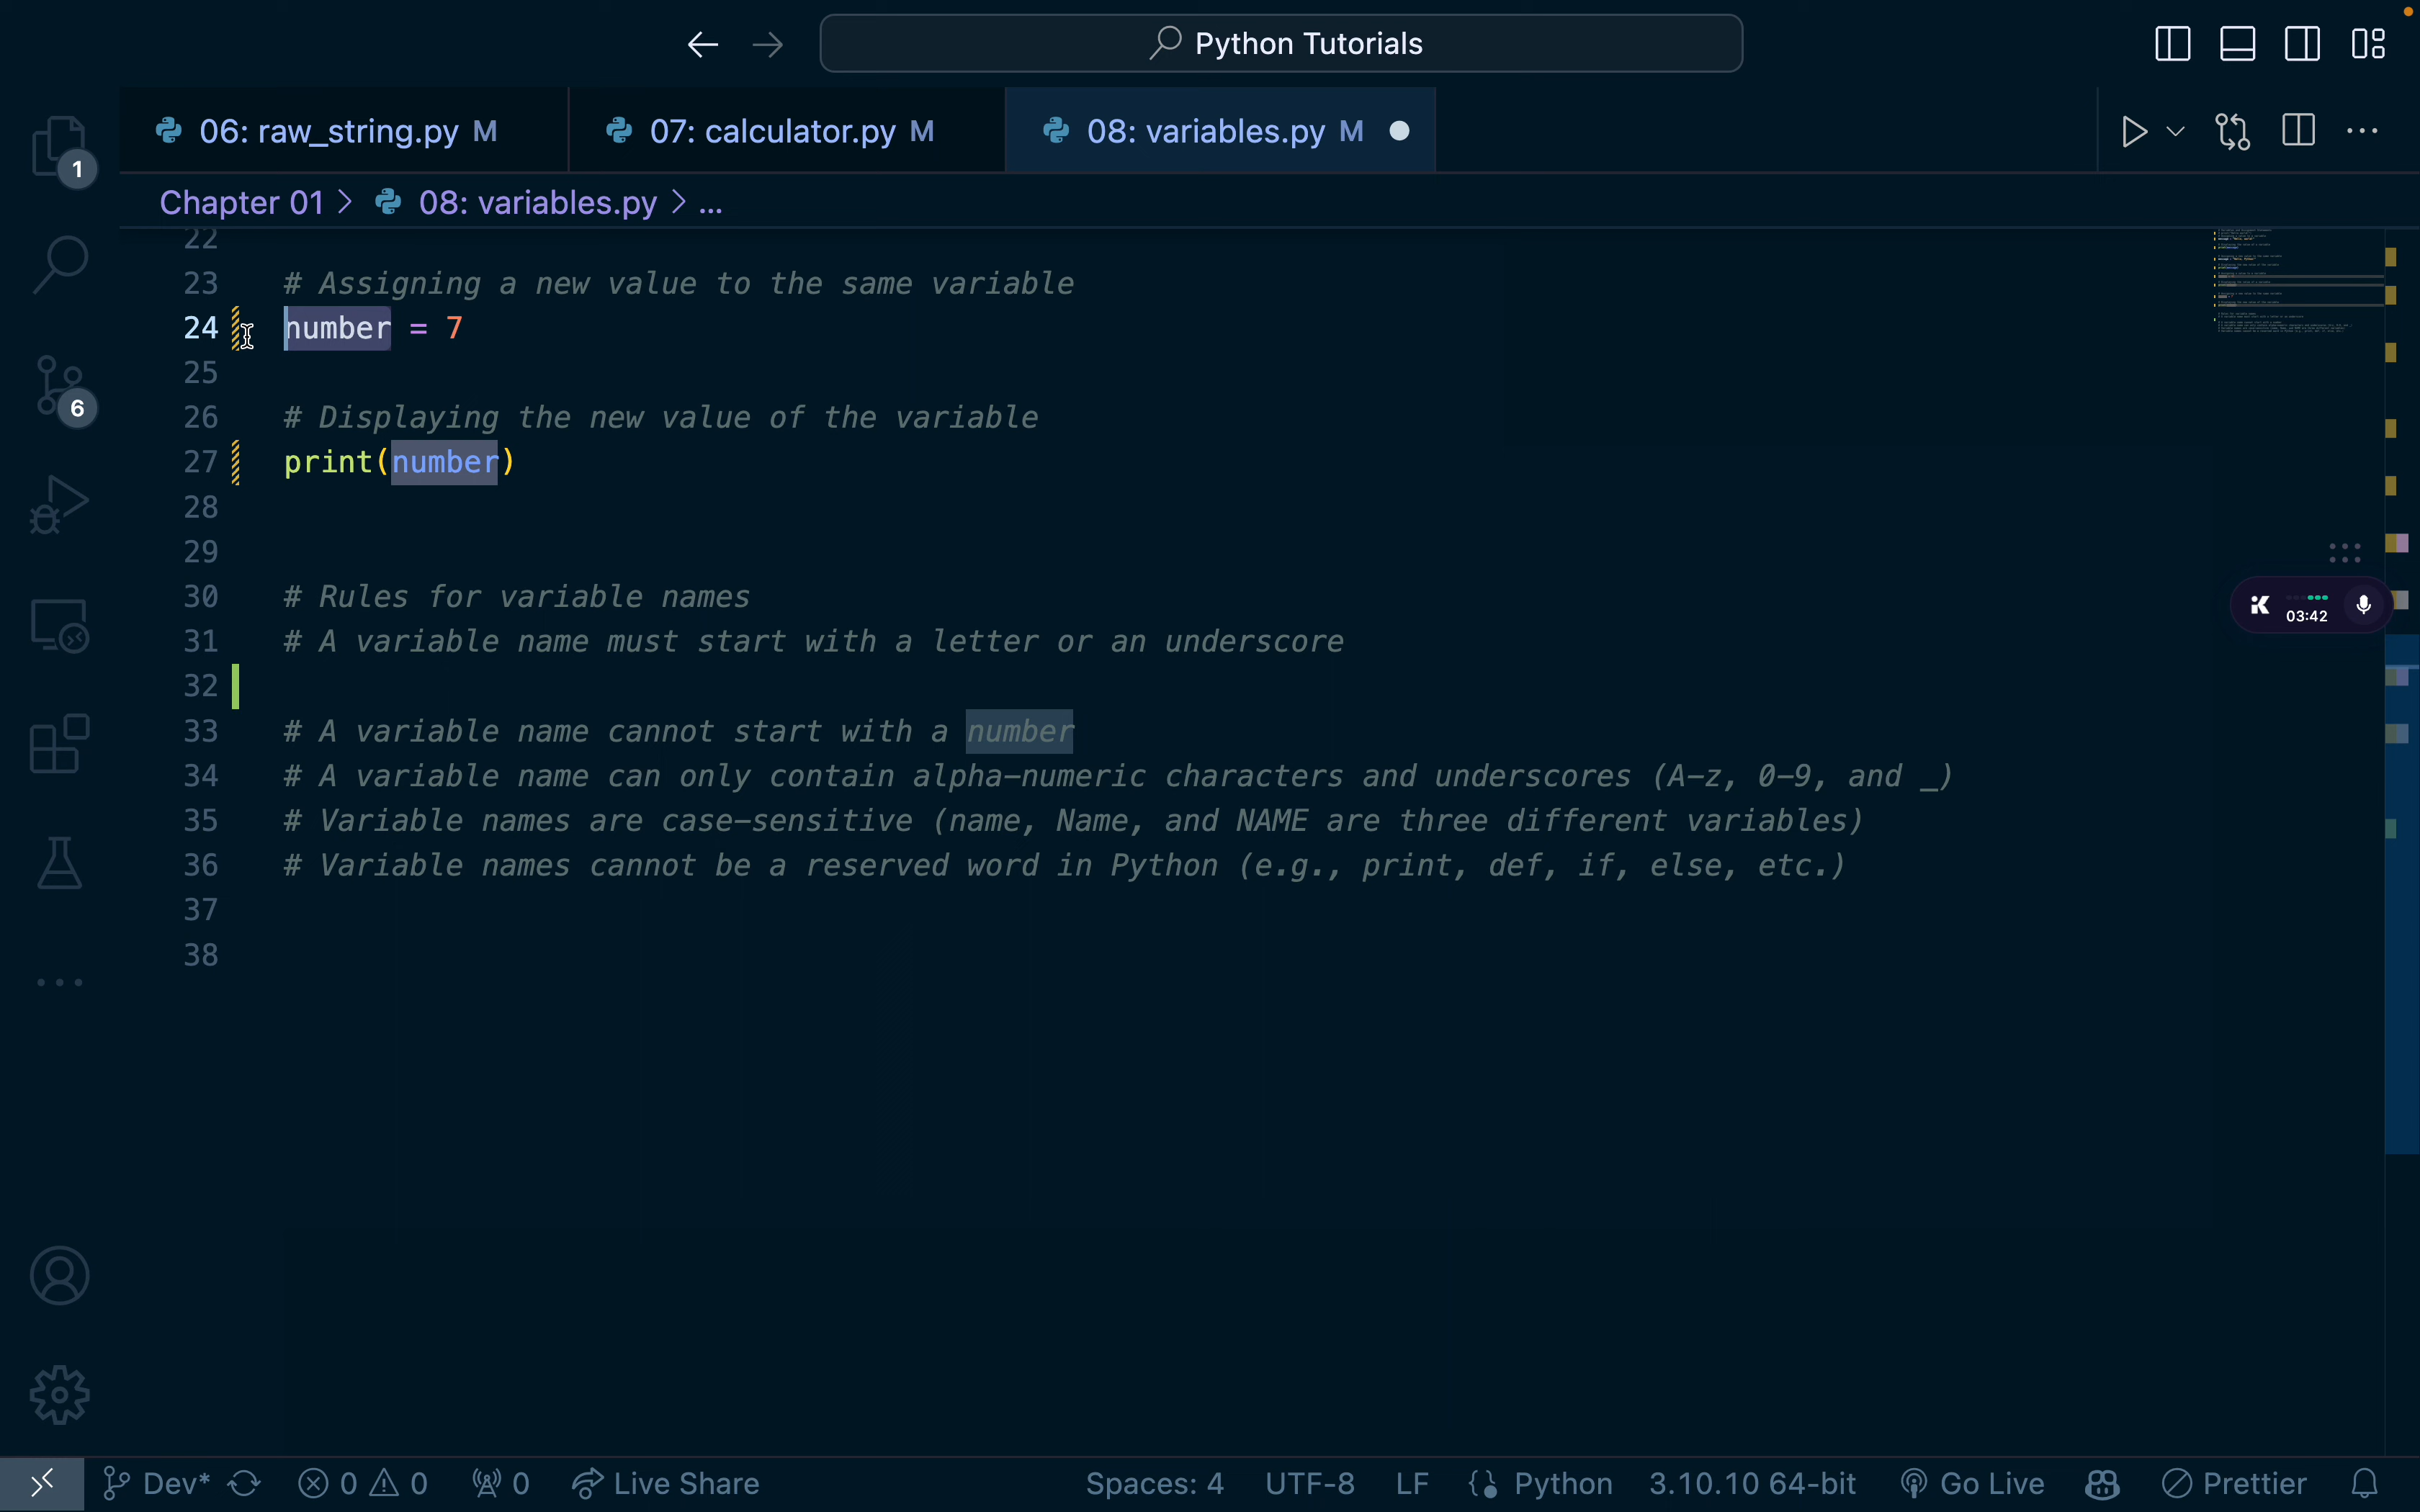 Python Tutorials
06: raw_string.py M
07: calculator.py M
08: variables.py M
1
Chapter 01 > 08: variables.py > ...
22
23 # Assigning a new value to the same variable
24 number = 7
25
26 # Displaying the new value of the variable
27 print(number)
28
29
30 # Rules for variable names
31 # A variable name must start with a letter or an underscore
32
33 # A variable name cannot start with a number
34 # A variable name can only contain alpha-numeric characters and underscores (A-z, 0-9, and _)
35 # Variable names are case-sensitive (name, Name, and NAME are three different variables)
36 # Variable names cannot be a reserved word in Python (e.g., print, def, if, else, etc.)
37
38
6
03:42
Dev* 0 0 0 Live Share Spaces: 4 UTF-8 LF Python 3.10.10 64-bit Go Live Prettier